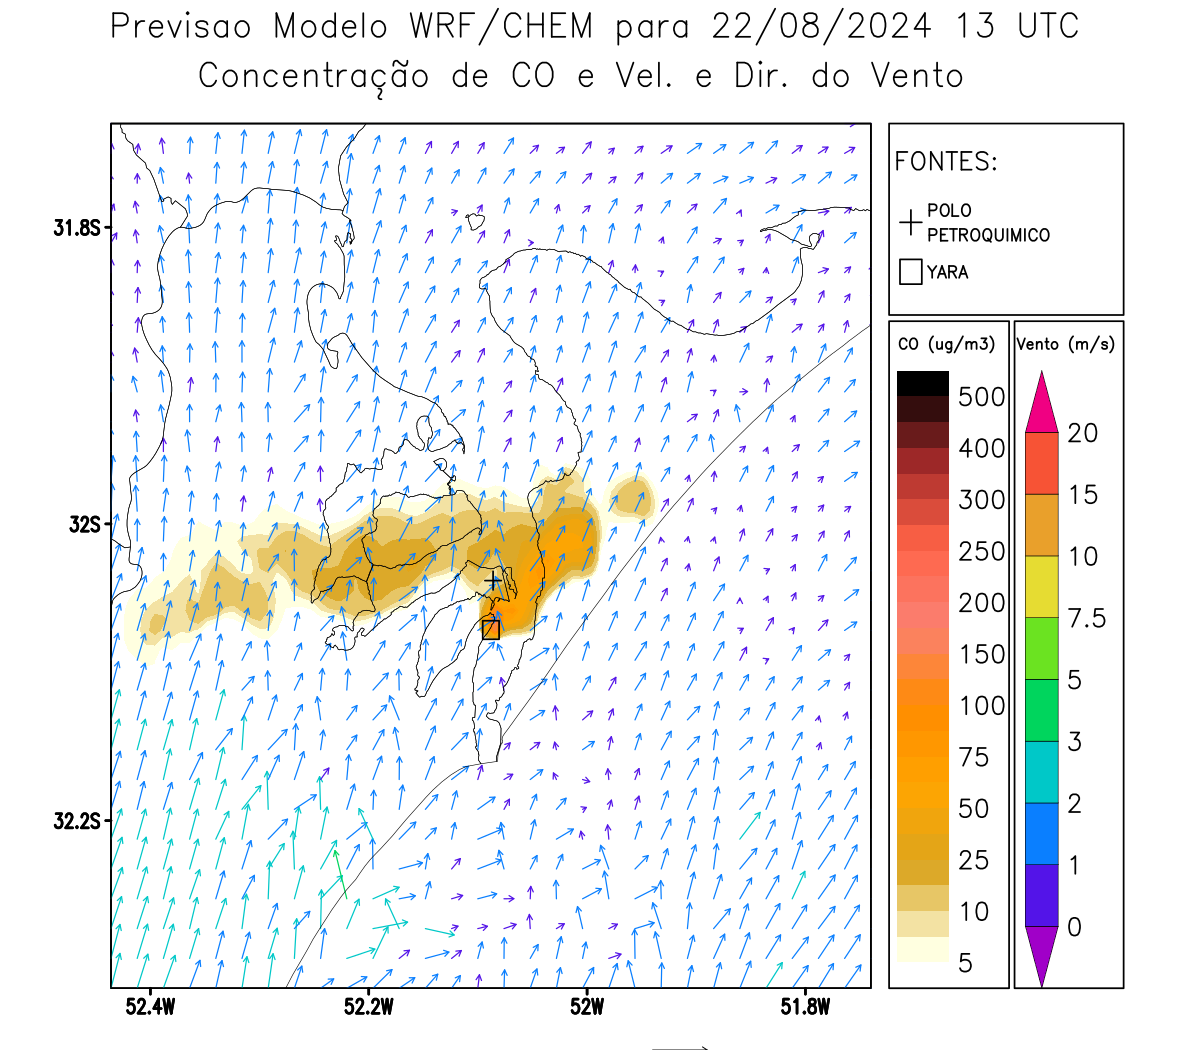 Previsao Modelo WRF/CHEM para 22/08/2024 13 UTC
Concentração de CO e Vel. e Dir. do Vento
FONTES:
POLO
PETROQUIMICO
YARA
CO (ug/m3)
500
400
300
250
200
150
100
75
50
25
10
5
Vento (m/s)
20
15
10
7.5
5
3
2
1
0
31.8S
32S
32.2S
52.4W
52.2W
52W
51.8W